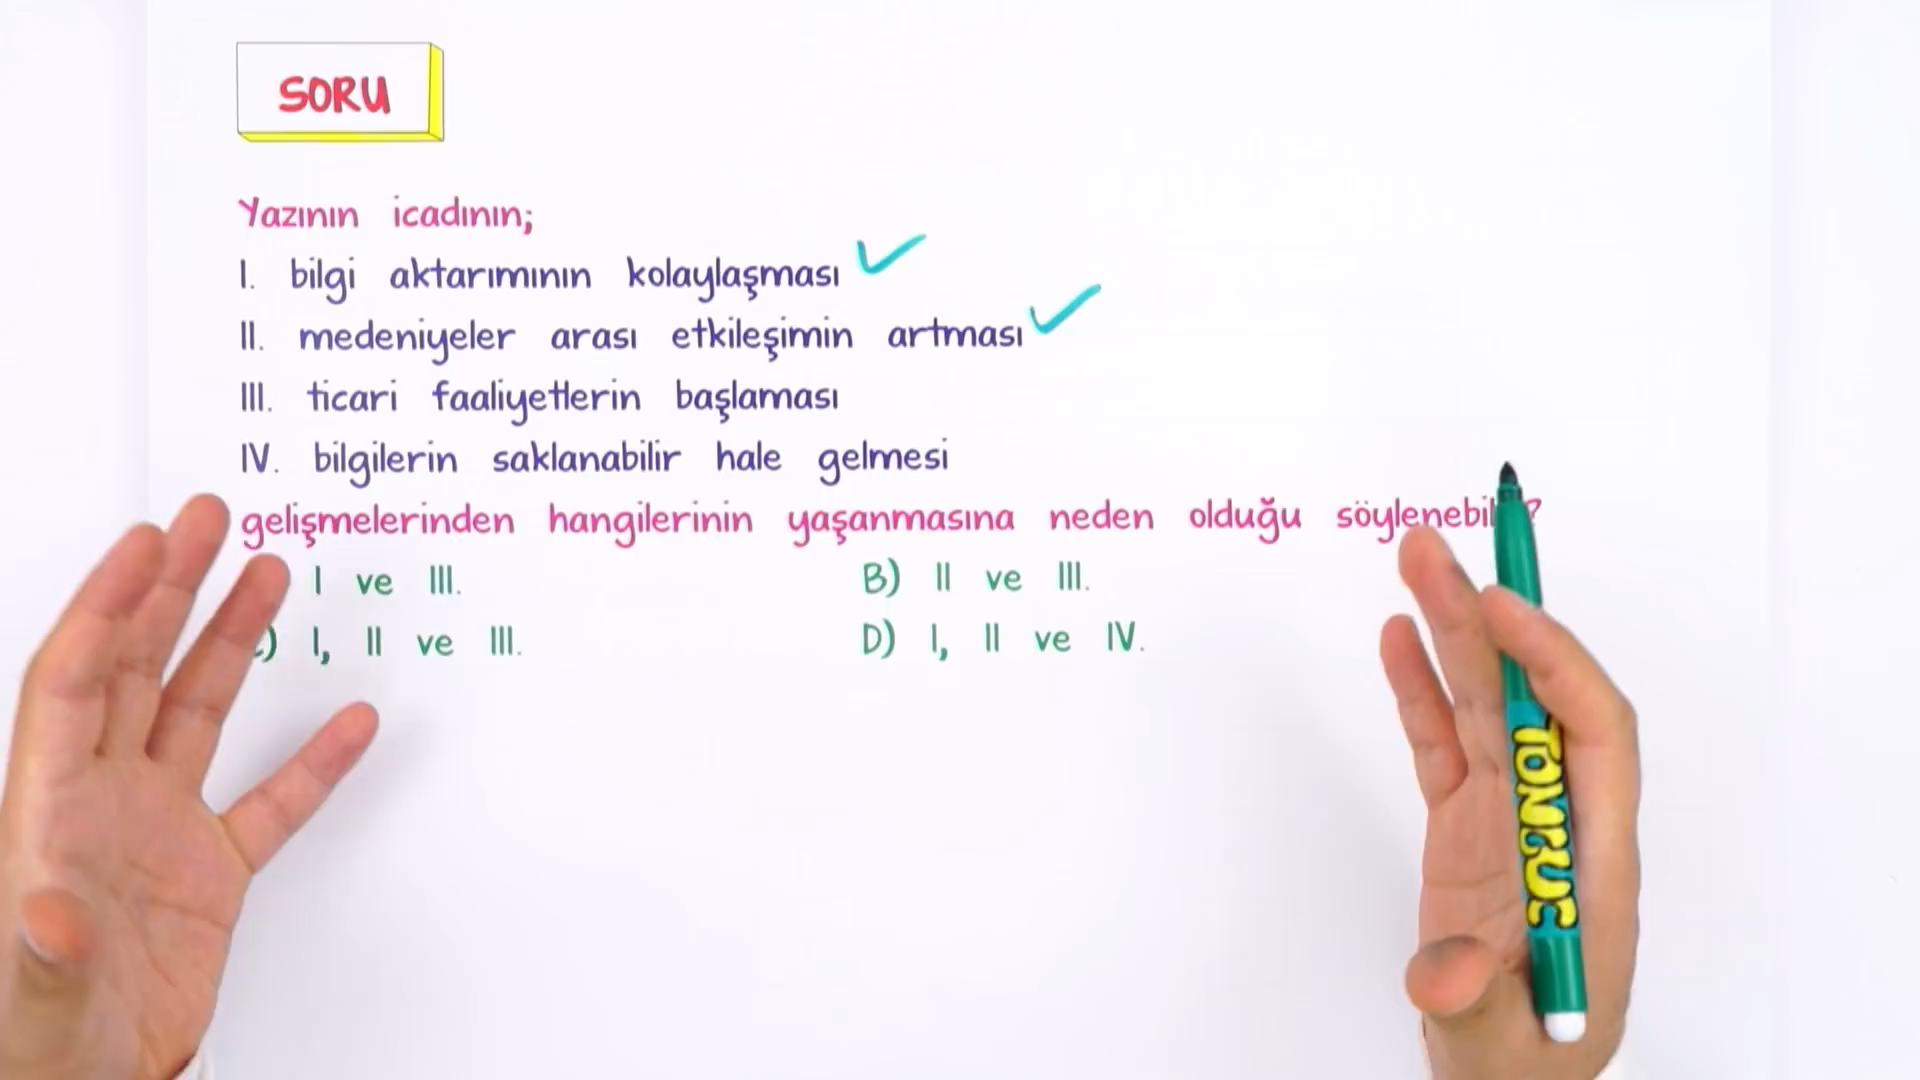 SORU
Yazının icadının;
I. bilgi aktarımının kolaylaşması
II. medeniyeler arası etkileşimin artması
III. ticari faaliyetlerin başlaması
IV. bilgilerin saklanabilir hale gelmesi
gelişmelerinden hangilerinin yaşanmasına neden olduğu ?
I ve III. B) II ve III.
) I, II ve III. D) I, II ve IV.